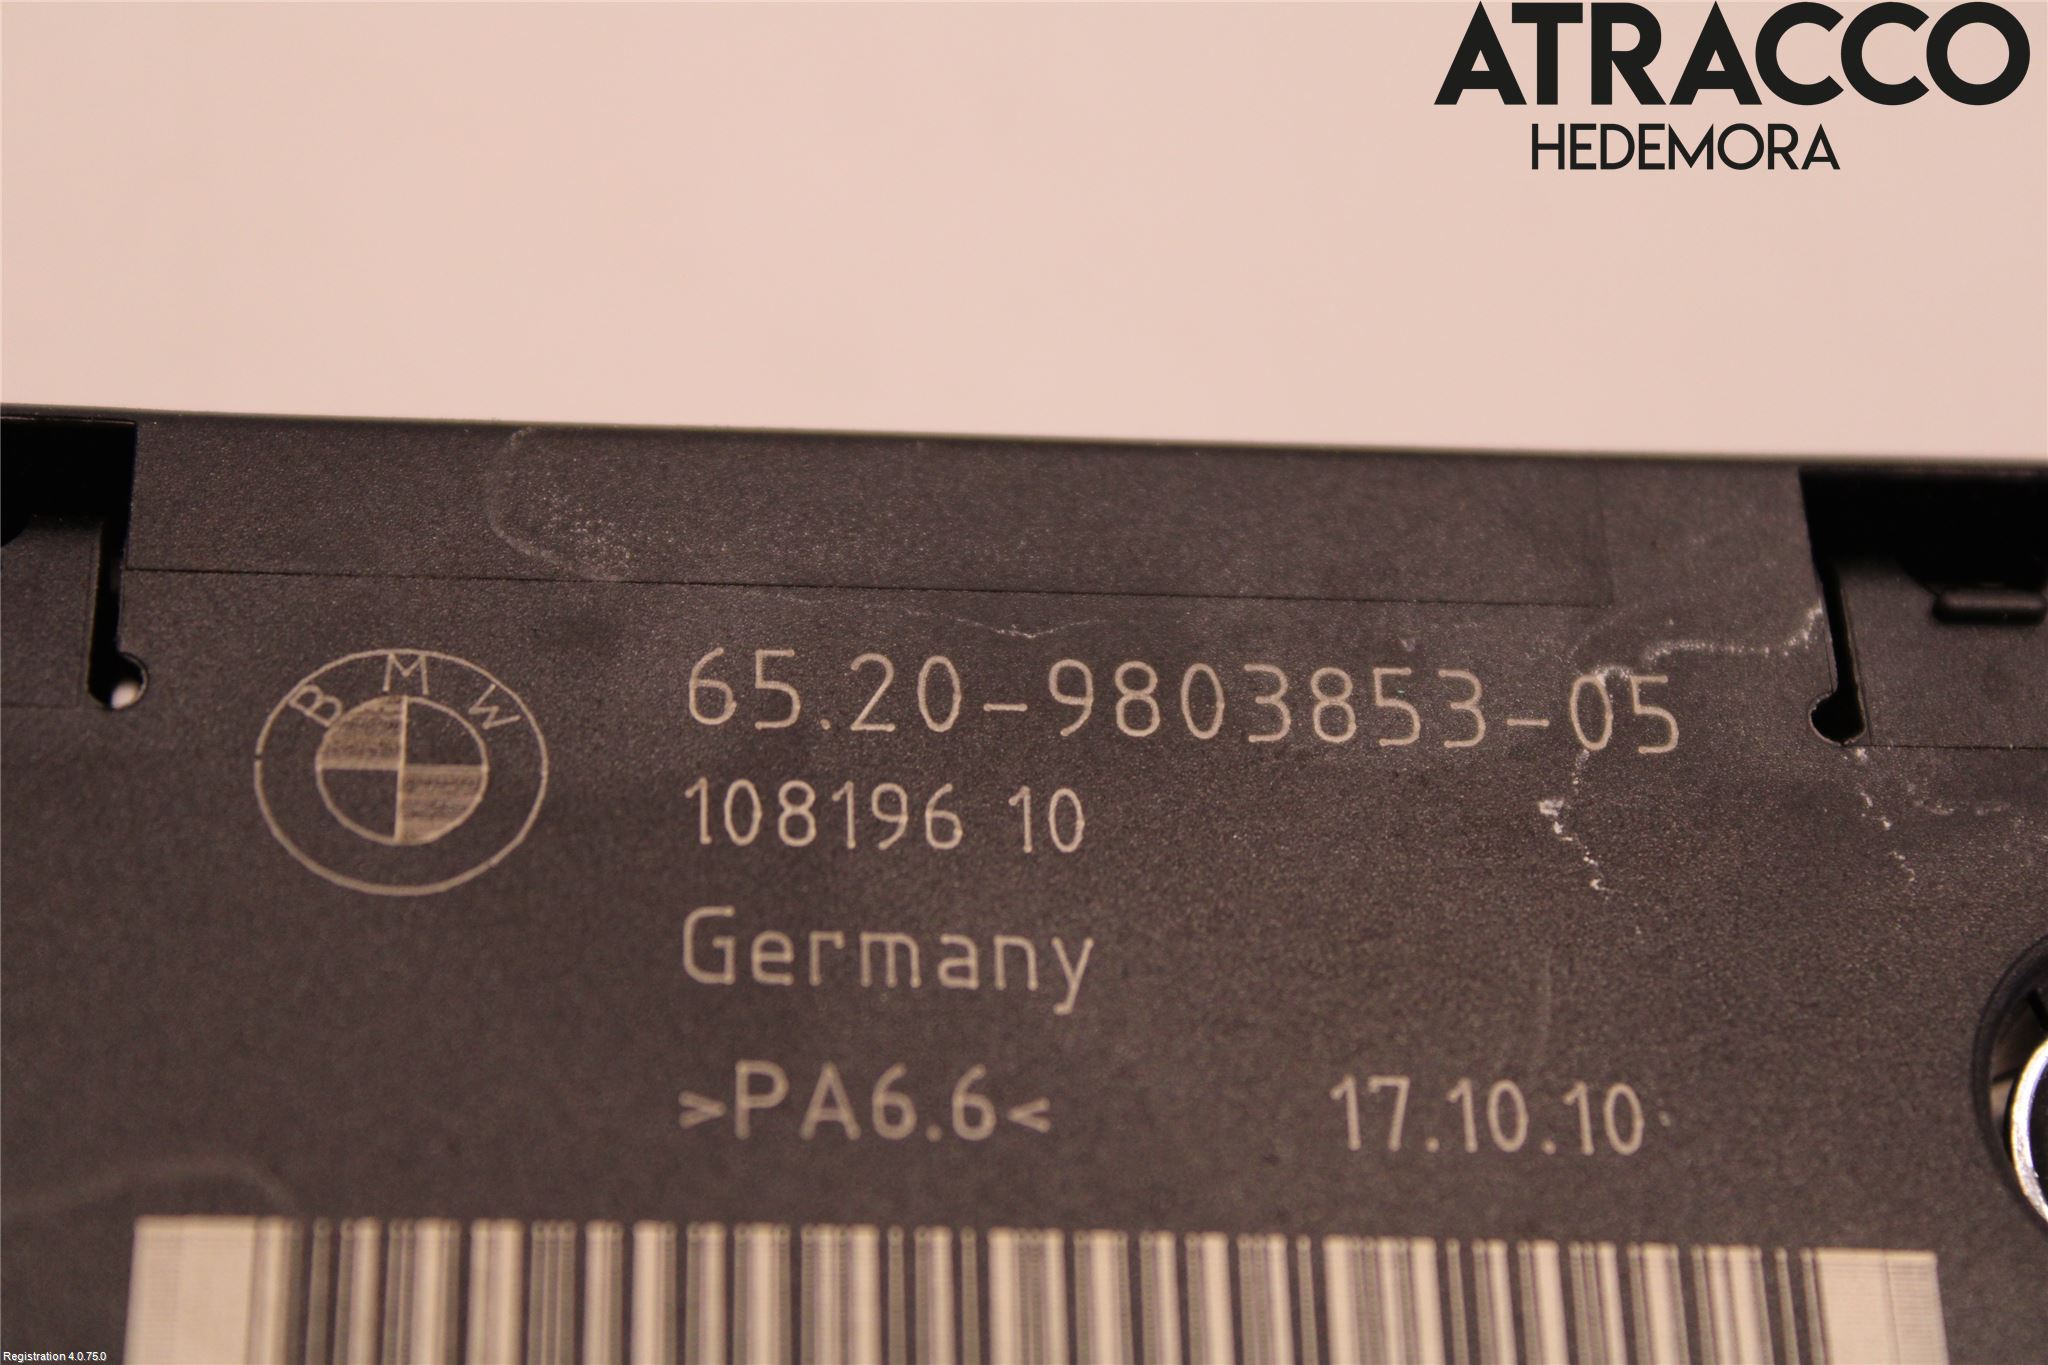 ATRACCO
HEDEMORA
BMW
65.20-9803853-05
108196 10
Germany
>PA6.6<
17.10.10
Registration 4.0.75.0